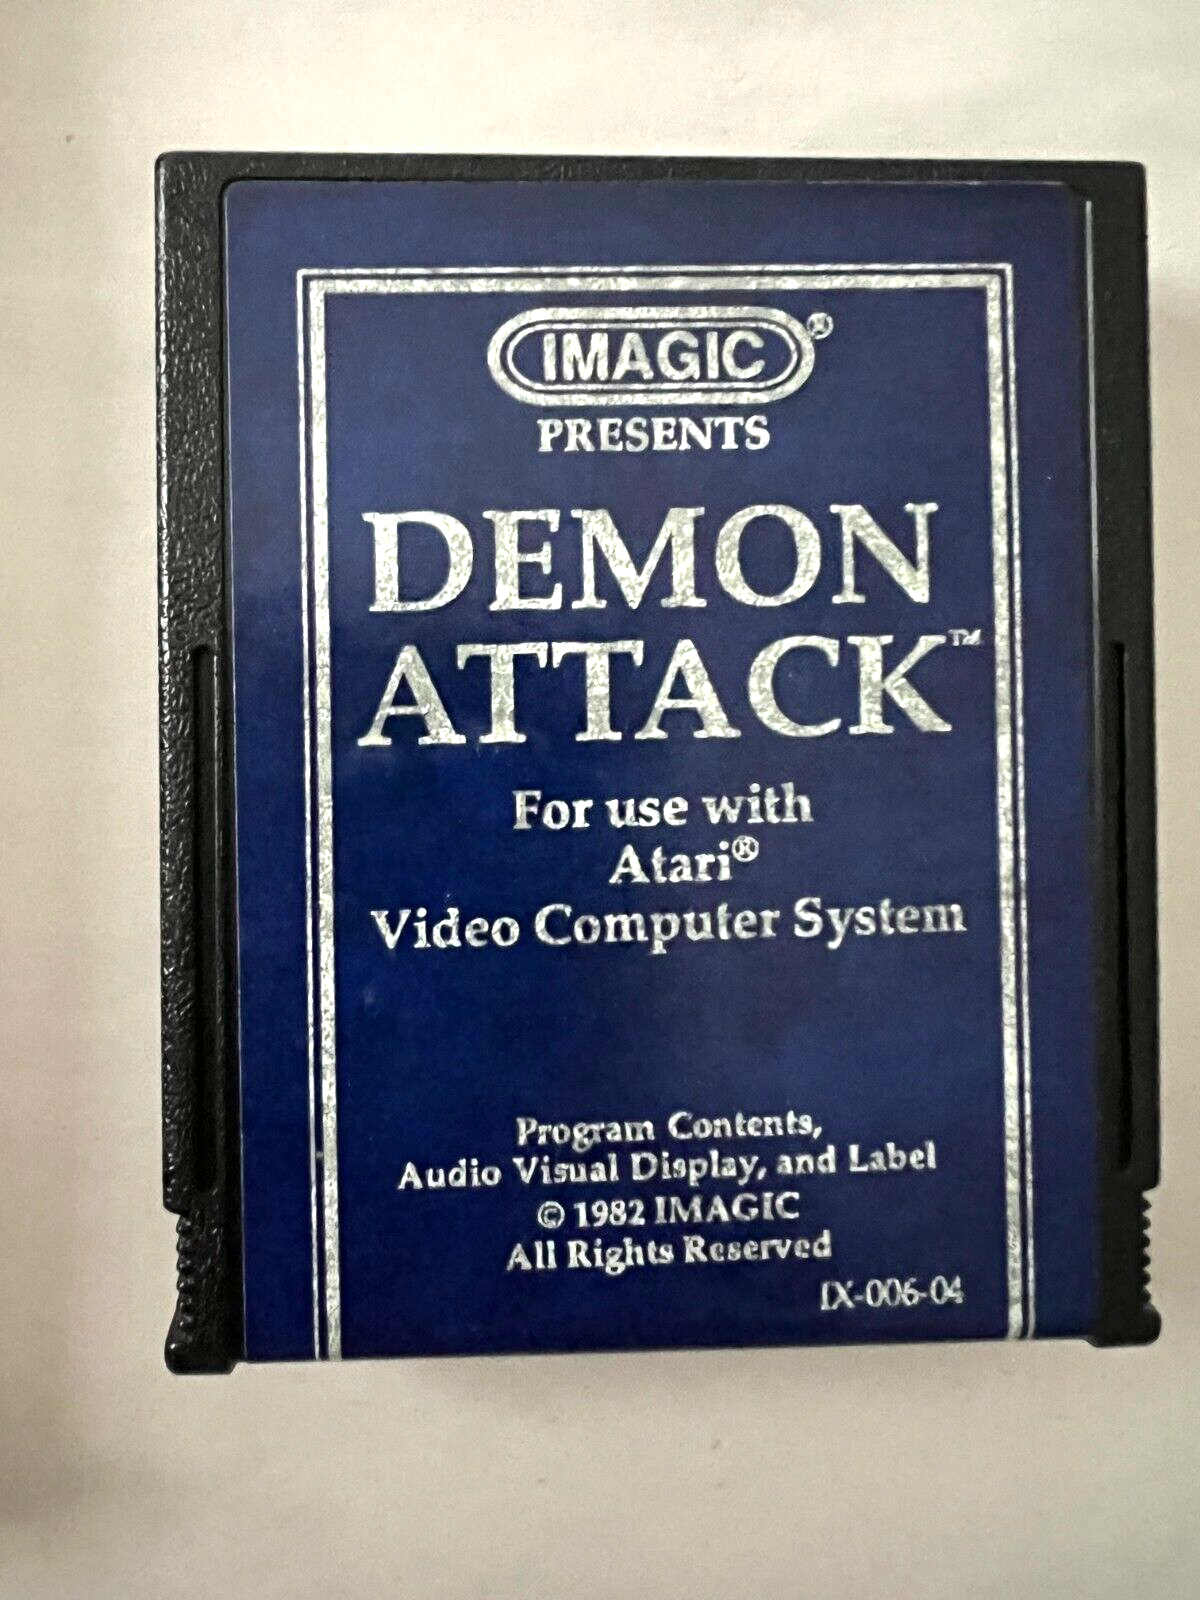 IMAGIC®
PRESENTS
DEMON
ATTACK™
For use with
Atari®
Video Computer System
Program Contents,
Audio Visual Display, and Label
© 1982 IMAGIC
All Rights Reserved
IX-006-04